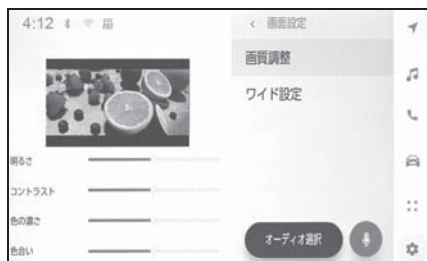 4:12
< 画面設定
画質調整
ワイド設定
明るさ
コントラスト
色の濃さ
色合い
オーディオ選択